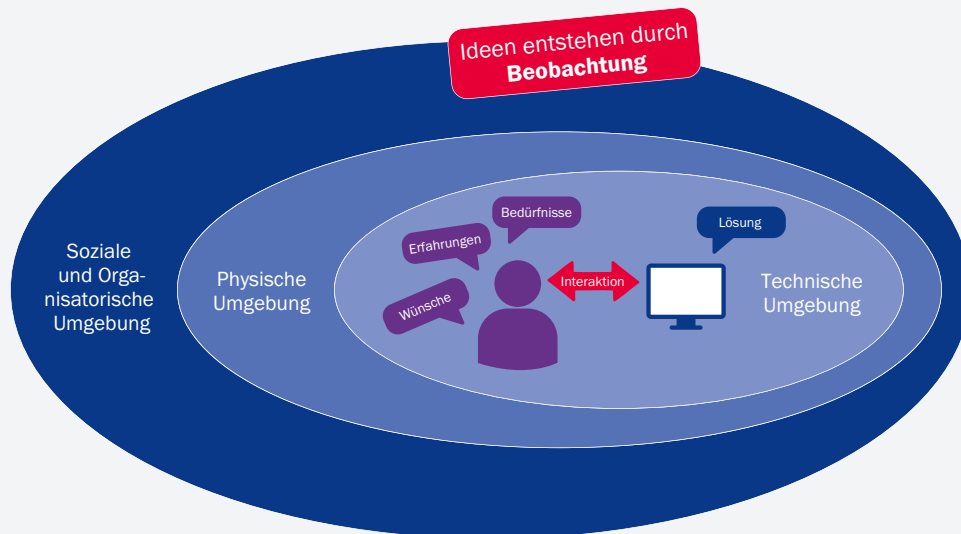 Ideen entstehen durch
Beobachtung
Soziale
und Orga-
nisatorische
Umgebung
Physische
Umgebung
Wünsche
Erfahrungen
Bedürfnisse
Interaktion
Lösung
Technische
Umgebung